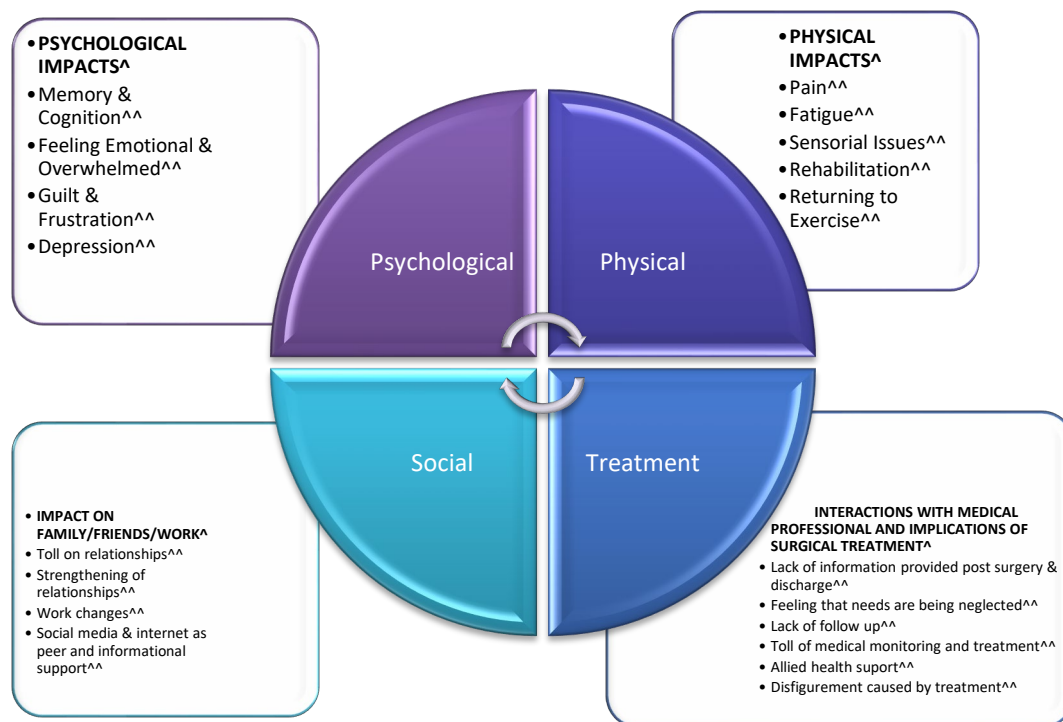 •PSYCHOLOGICAL
IMPACTS^
•Memory &
Cognition^^
•Feeling Emotional &
Overwhelmed^^
•Guilt &
Frustration^^
•Depression^^
•PHYSICAL
IMPACTS^
•Pain^^
•Fatigue^^
•Sensorial Issues^^
•Rehabilitation^^
•Returning to
Exercise^^
Psychological
Physical
Social
Treatment
• IMPACT ON
FAMILY/FRIENDS/WORK^
• Toll on relationships^^
• Strengthening of
relationships^^
• Work changes^^
• Social media & internet as
peer and informational
support^^
INTERACTIONS WITH MEDICAL
PROFESSIONAL AND IMPLICATIONS OF
SURGICAL TREATMENT^
• Lack of information provided post surgery &
discharge^^
• Feeling that needs are being neglected^^
• Lack of follow up^^
• Toll of medical monitoring and treatment^^
• Allied health suport^^
• Disfigurement caused by treatment^^